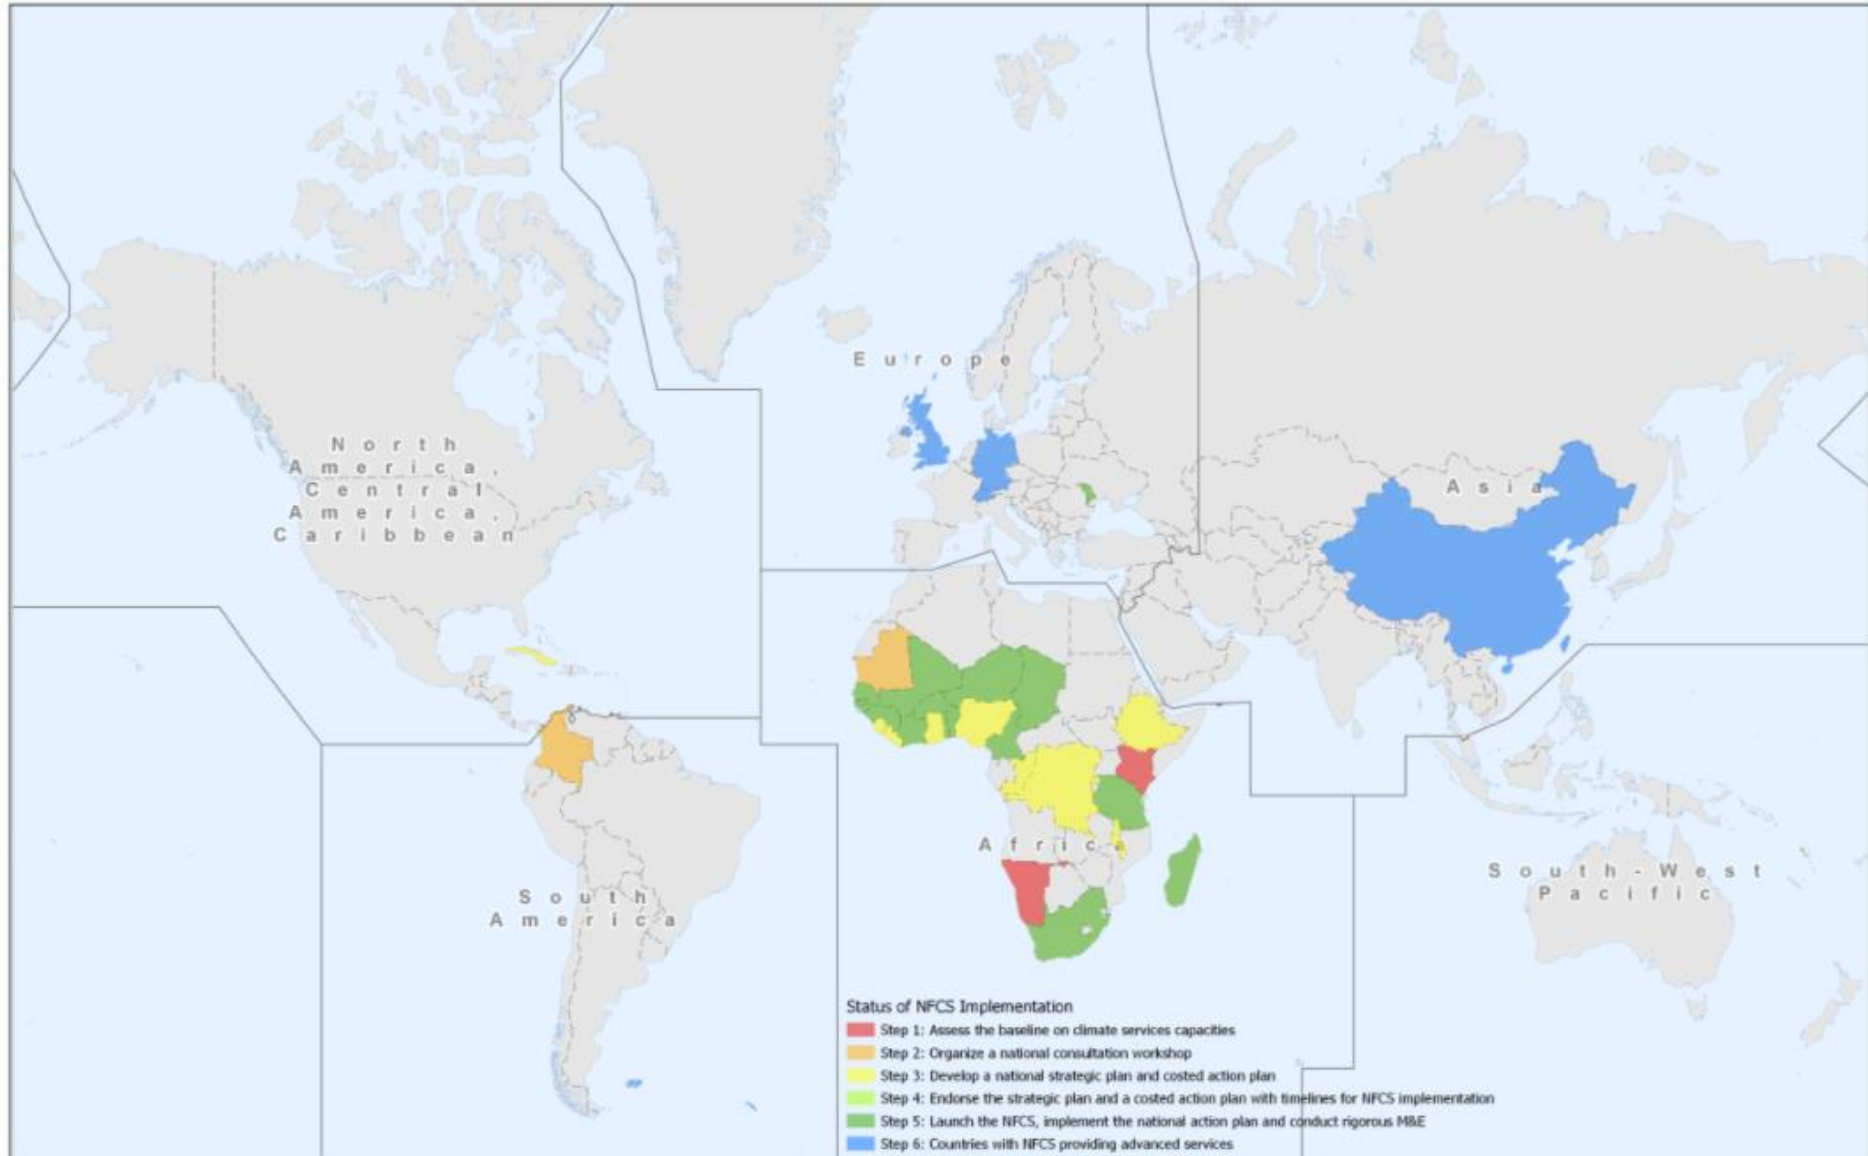 Europe
North
America,
Central
America,
Caribbean
Asia
Africa
South-West
Pacific
South
America
Status of NFCS Implementation
Step 1: Assess the baseline on climate services capacities
Step 2: Organize a national consultation workshop
Step 3: Develop a national strategic plan and costed action plan
Step 4: Endorse the strategic plan and a costed action plan with timelines for NFCS implementation
Step 5: Launch the NFCS, implement the national action plan and conduct rigorous M&E
Step 6: Countries with NFCS providing advanced services